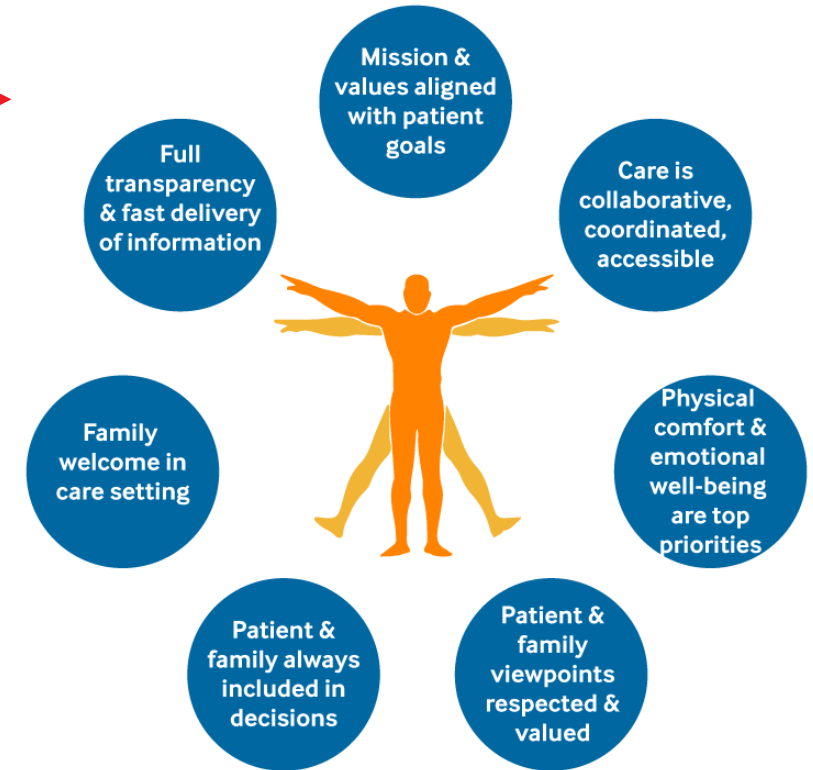 Mission &
values aligned
with patient
goals
Care is
collaborative,
coordinated,
accessible
Physical
comfort &
emotional
well-being
are top
priorities
Patient &
family
viewpoints
respected &
valued
Patient &
family always
included in
decisions
Family
welcome in
care setting
Full
transparency
& fast delivery
of information